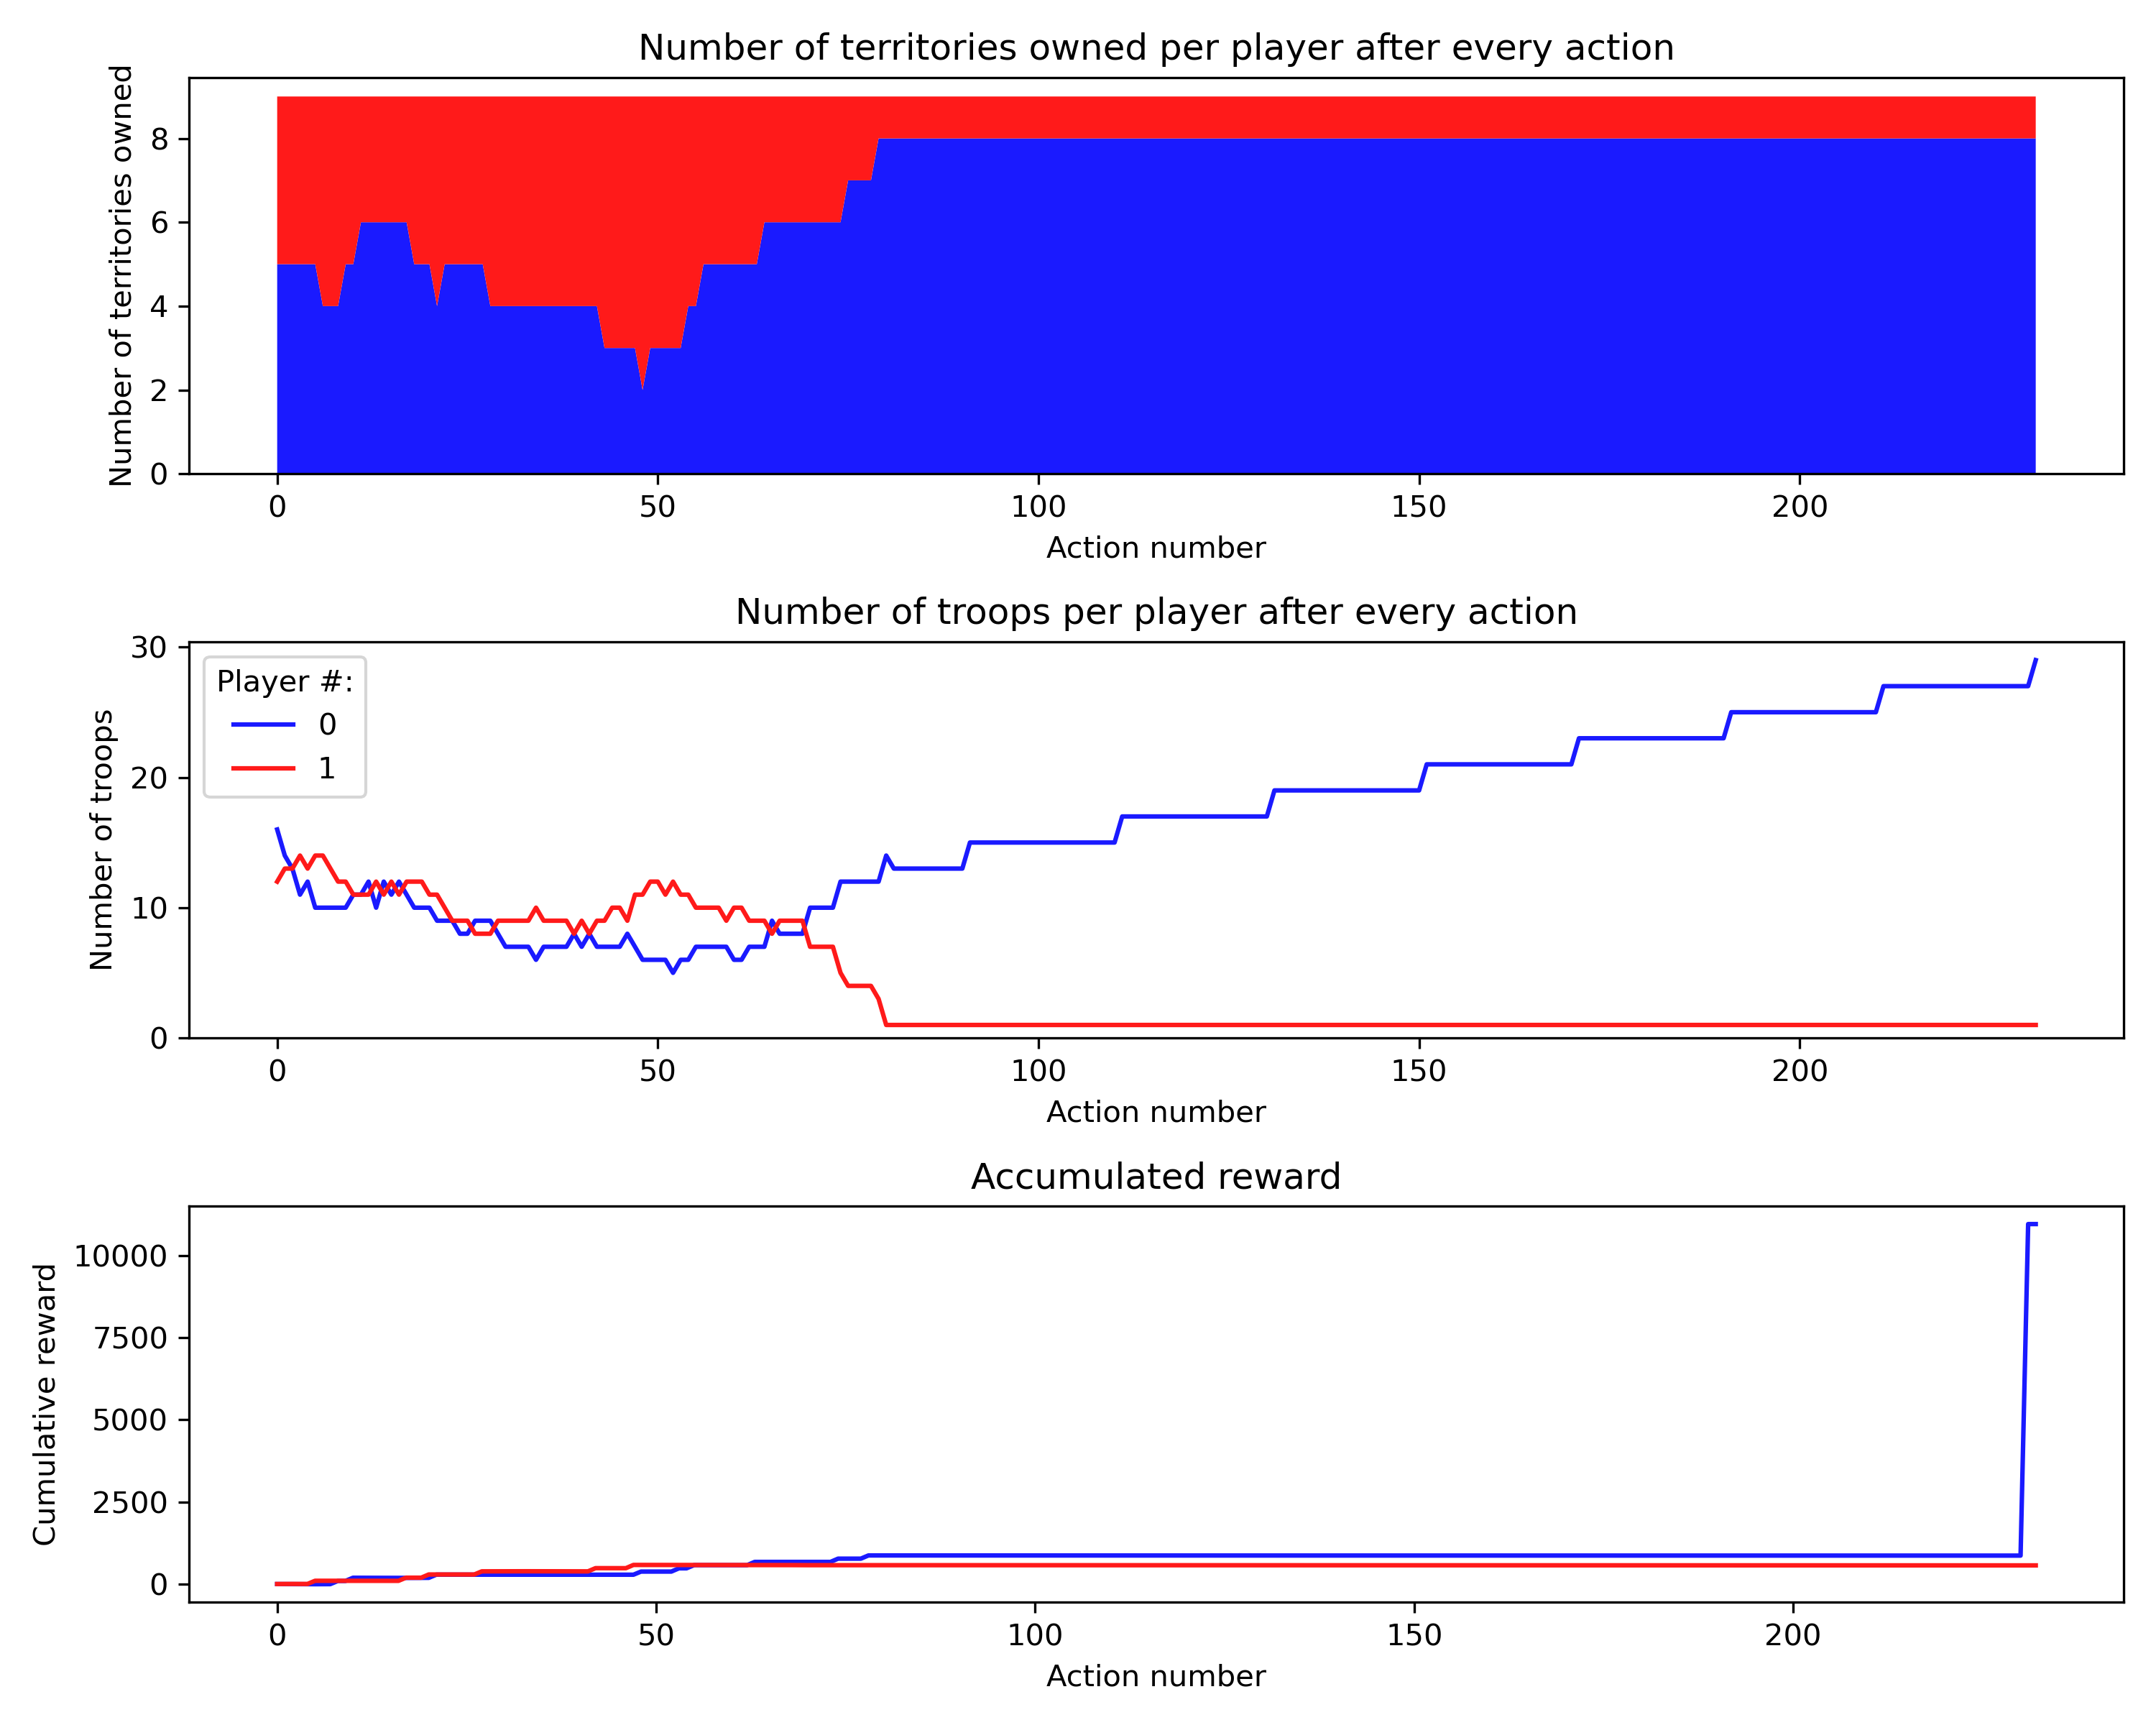 Number of territories owned per player after every action
Number of territories owned
8
6
4
2
0
0 50 100 150 200
Action number
Number of troops per player after every action
Number of troops
30
20
10
0
Player #:
0
1
0 50 100 150 200
Action number
Accumulated reward
Cumulative reward
10000
7500
5000
2500
0
0 50 100 150 200
Action number